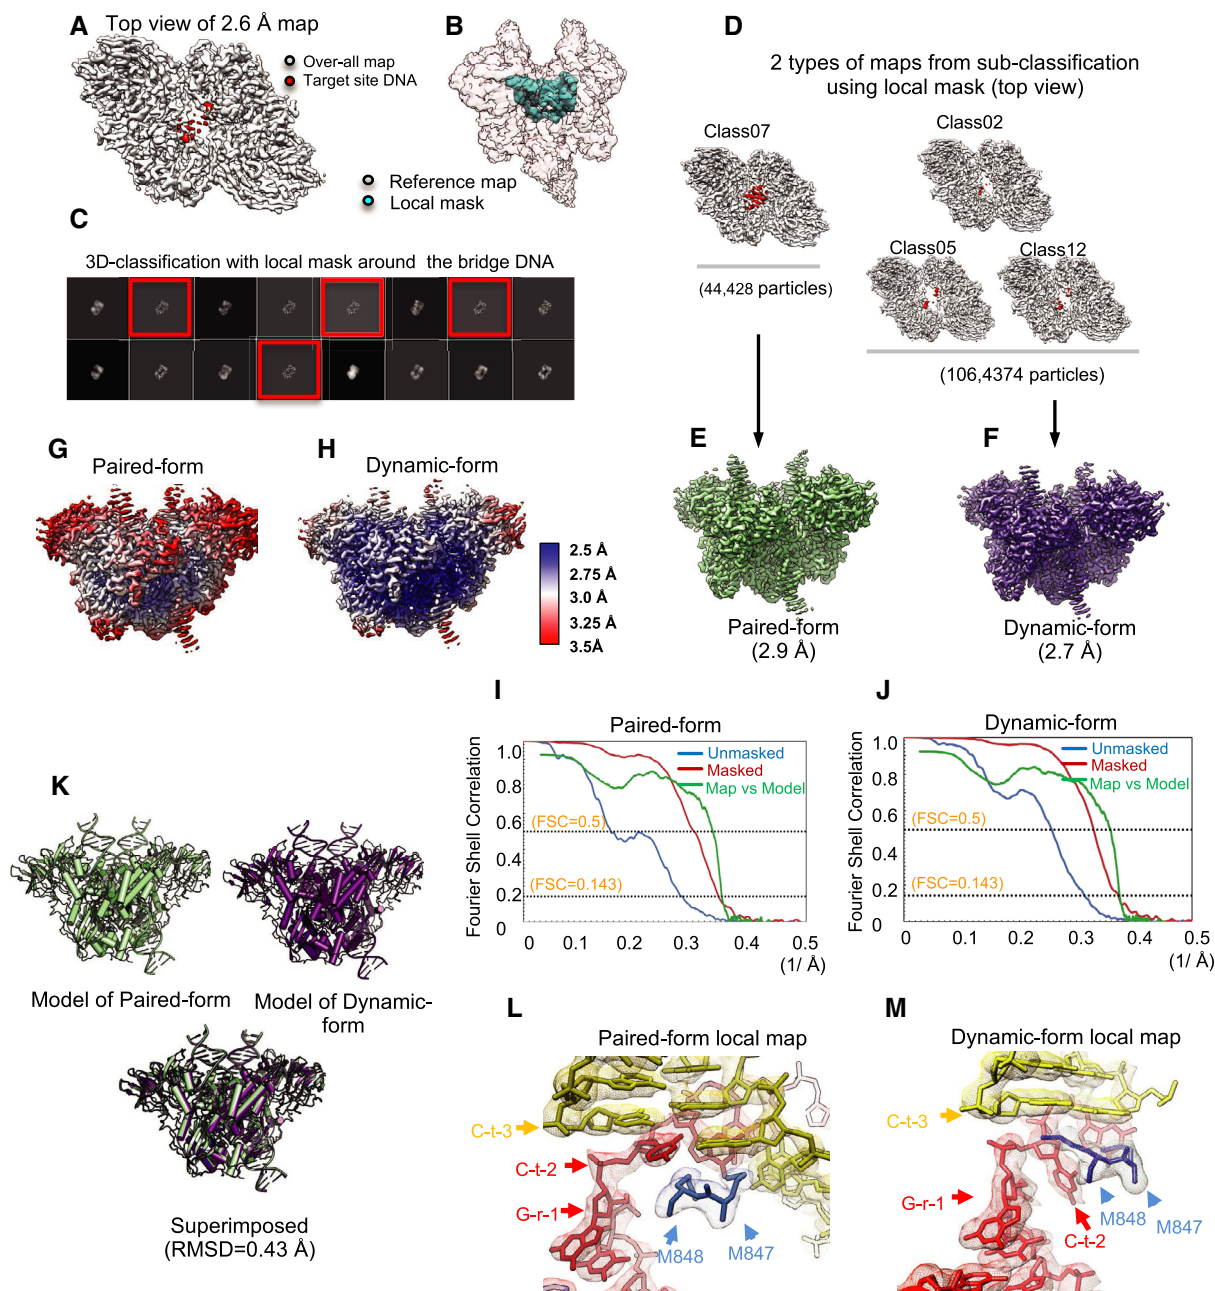 A
Top view of 2.6 Å map
Over-all map
Target site DNA
B
Reference map
Local mask
C
3D-classification with local mask around the bridge DNA
D
2 types of maps from sub-classification
using local mask (top view)
Class07
Class02
Class05
Class12
(44,428 particles)
(106,4374 particles)
E
Paired-form
(2.9 Å)
F
Dynamic-form
(2.7 Å)
G
Paired-form
H
Dynamic-form
2.5 Å
2.75 Å
3.0 Å
3.25 Å
3.5Å
I
Paired-form
Unmasked
Masked
Map vs Model
(FSC=0.5)
(FSC=0.143)
Fourier Shell Correlation
1.0
0.8
0.6
0.4
0.2
0
0
0.1
0.2
0.3
0.4
0.5
(1/ Å)
J
Dynamic-form
Unmasked
Masked
Map vs Model
(FSC=0.5)
(FSC=0.143)
Fourier Shell Correlation
1.0
0.8
0.6
0.4
0.2
0
0
0.1
0.2
0.3
0.4
0.5
(1/ Å)
K
Model of Paired-form
Model of Dynamic-
form
Superimposed
(RMSD=0.43 Å)
L
Paired-form local map
C-t-3
C-t-2
G-r-1
M848
M847
M
Dynamic-form local map
C-t-3
G-r-1
C-t-2
M848
M847